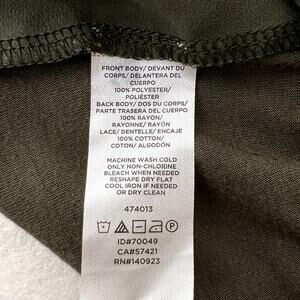 FRONT BODY/ DEVANT DU
CORPS/ DELANTERA DEL
CUERPO
100% POLYESTER/
POLIÉSTER
BACK BODY/ DOS DU CORPS/
PARTE TRASERA DEL CUERPO
100% RAYON/
RAYONNE/ RAYÓN
LACE/ DENTELLE/ ENCAJE
100% COTTON/
COTON/ ALGODÓN
MACHINE WASH COLD
ONLY NON-CHLORINE
BLEACH WHEN NEEDED
RESHAPE DRY FLAT
COOL IRON IF NEEDED
OR DRY CLEAN
474013
ID#70049
CA#57421
RN#140923